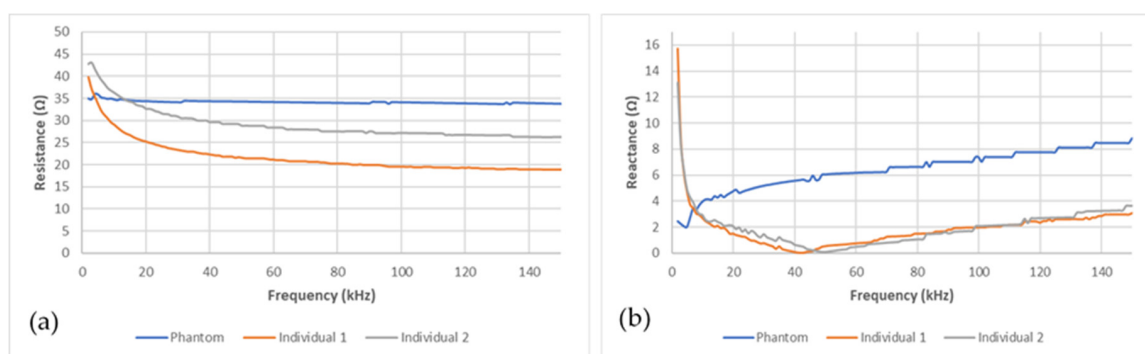 50
45
40
35
30
25
20
15
10
5
0
Resistance (Ω)
0 20 40 60 80 100 120 140
Frequency (kHz)
(a)
Phantom Individual 1 Individual 2
16
14
12
10
8
6
4
2
0
Reactance (Ω)
0 20 40 60 80 100 120 140
Frequency (kHz)
(b)
Phantom Individual 1 Individual 2